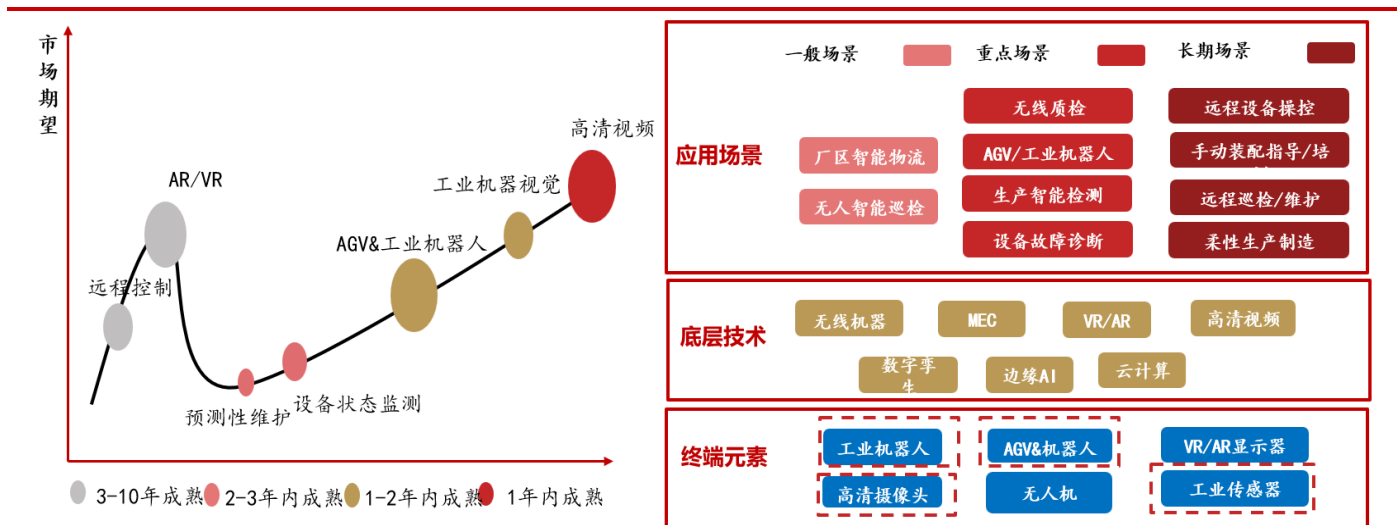 市场期望
高清视频
工业机器视觉
AR/VR
AGV&工业机器人
远程控制
设备状态监测
预测性维护
3-10年成熟
2-3年内成熟
1-2年内成熟
1年内成熟
一般场景
重点场景
长期场景
应用场景
厂区智能物流
无人智能巡检
无线质检
AGV/工业机器人
生产智能检测
设备故障诊断
远程设备操控
手动装配指导/培
远程巡检/维护
柔性生产制造
底层技术
无线机器
MEC
VR/AR
高清视频
数字孪
生
边缘AI
云计算
终端元素
工业机器人
AGV&机器人
VR/AR显示器
高清摄像头
无人机
工业传感器